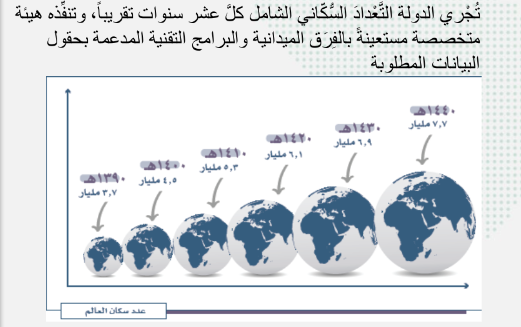 تُجْري الدولة التَّعْدادَ السُّكّاني الشامل كلَّ عشر سنوات تقريباً، وتنفّذه هيئة
متخصصة مستعينةً بالفِرَق الميدانية والبرامج التقنية المدعمة بحقول
البيانات المطلوبة
١٤٤٠هـ
٧,٧ مليار
١٤٣٠هـ
٦,٩ مليار
١٤٢٠هـ
٦,١ مليار
١٤١٠هـ
٥,٣ مليار
١٤٠٠هـ
٤,٥ مليار
١٣٩٠هـ
٣,٧ مليار
عدد سكان العالم